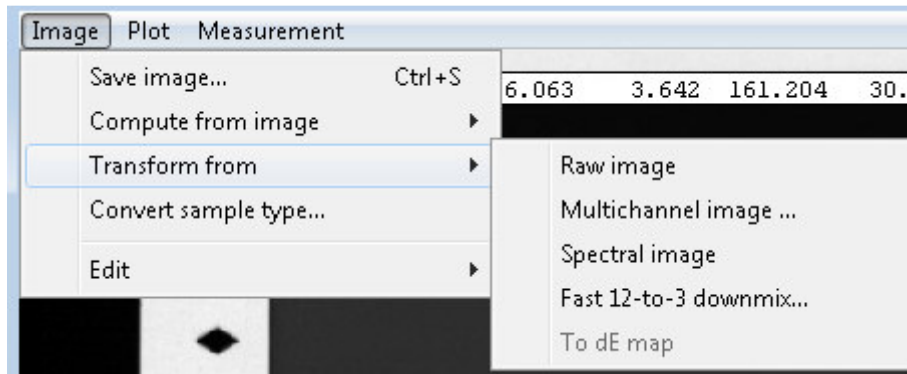 Image Plot Measurement
Save image... Ctrl+S
6.063 3.642 161.204 30.
Compute from image
Transform from
Raw image
Convert sample type...
Multichannel image ...
Spectral image
Edit
Fast 12-to-3 downmix...
To dE map